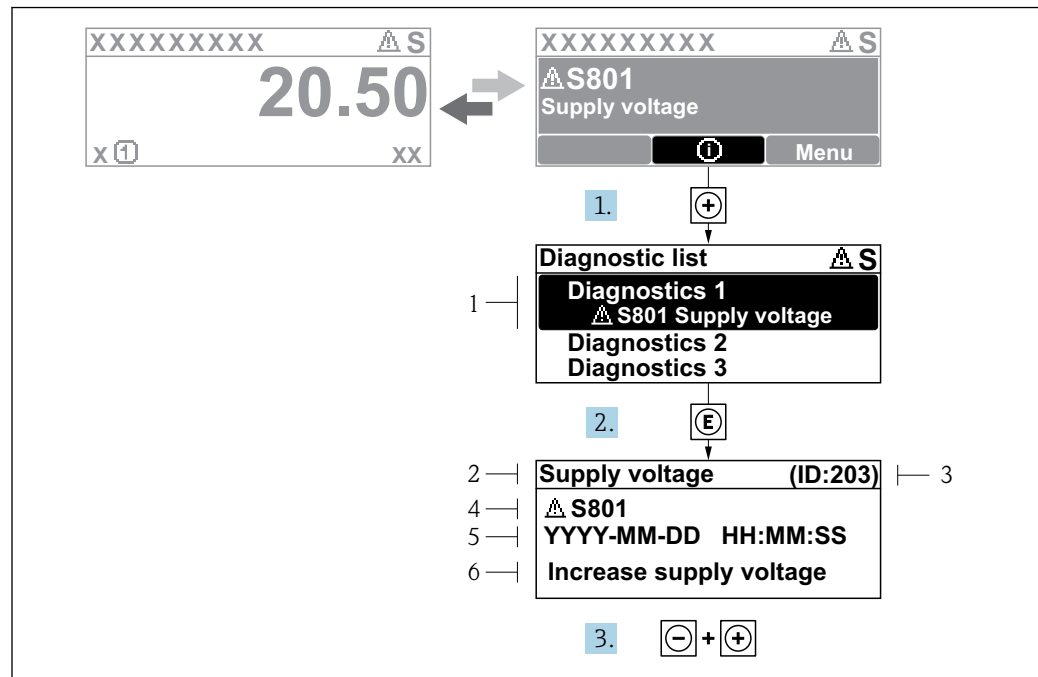 XXXXXXXXX ⚠ S
20.50
X ① XX
XXXXXXXXX ⚠ S
⚠ S801
Supply voltage
ⓘ Menu
1. ⊕
Diagnostic list ⚠ S
1
Diagnostics 1
⚠ S801 Supply voltage
Diagnostics 2
Diagnostics 3
2. Ⓔ
2 Supply voltage (ID:203) 3
4 ⚠ S801
5 YYYY-MM-DD HH:MM:SS
6 Increase supply voltage
3. ⊖ + ⊕